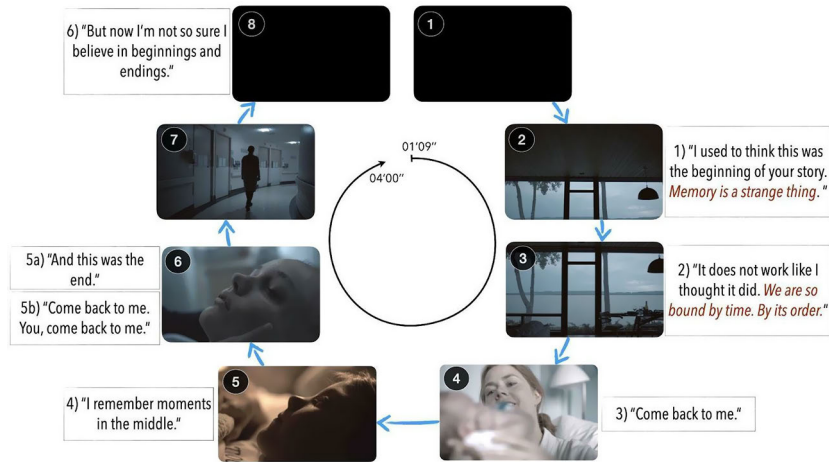 6) "But now I'm not so sure I
believe in beginnings and
endings."
8
1
7
2
01'09"
04'00"
1) "I used to think this was
the beginning of your story.
Memory is a strange thing. "
5a) "And this was the
end."
6
3
2) "It does not work like I
thought it did. We are so
bound by time. By its order."
5b) "Come back to me.
You, come back to me."
4) "I remember moments
in the middle."
5
4
3) "Come back to me."